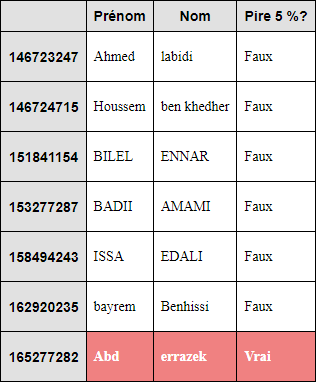 Prénom Nom Pire 5 %?
146723247 Ahmed labidi Faux
146724715 Houssem ben khedher Faux
151841154 BILEL ENNAR Faux
153277287 BADII AMAMI Faux
158494243 ISSA EDALI Faux
162920235 bayrem Benhissi Faux
165277282 Abd errazek Vrai